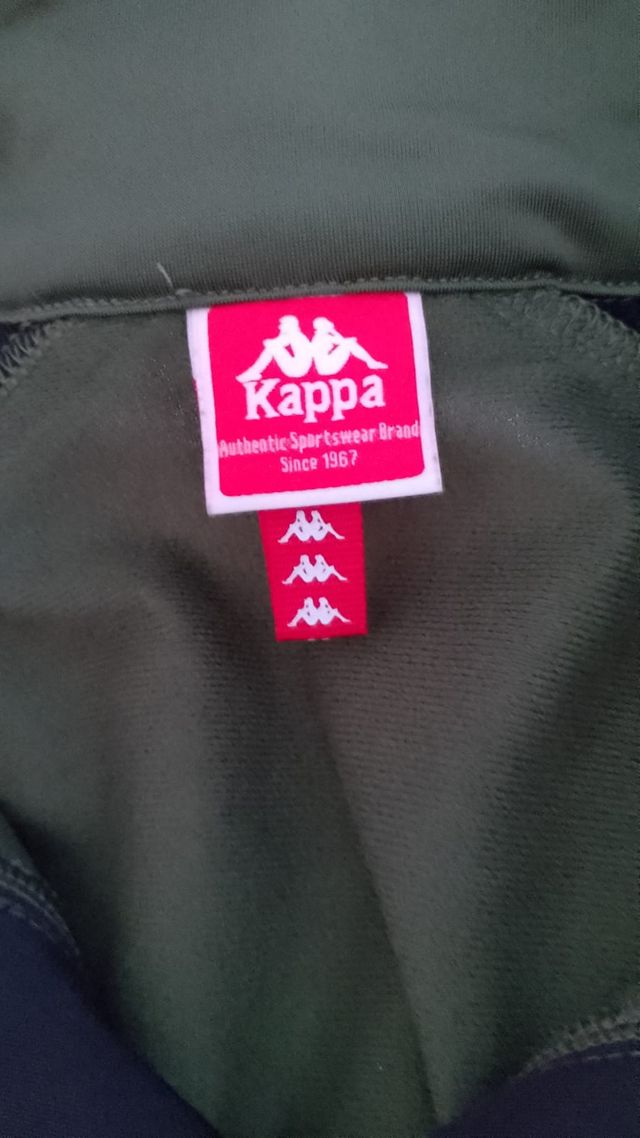 Kappa
Authentic Sportswear Brand
Since 1967